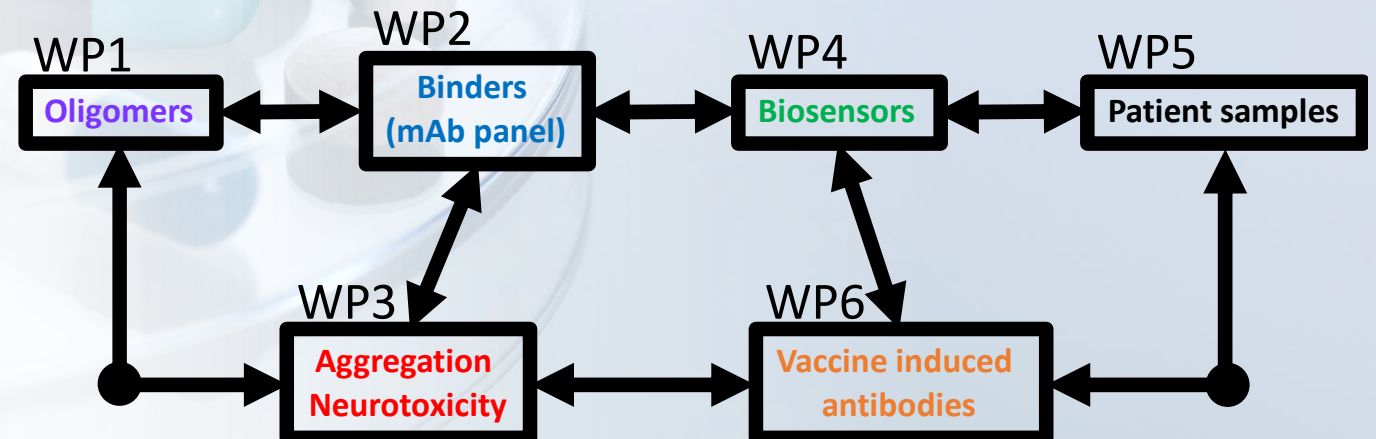 WP1
Oligomers
WP2
Binders
(mAb panel)
WP4
Biosensors
WP5
Patient samples
WP3
Aggregation
Neurotoxicity
WP6
Vaccine induced
antibodies